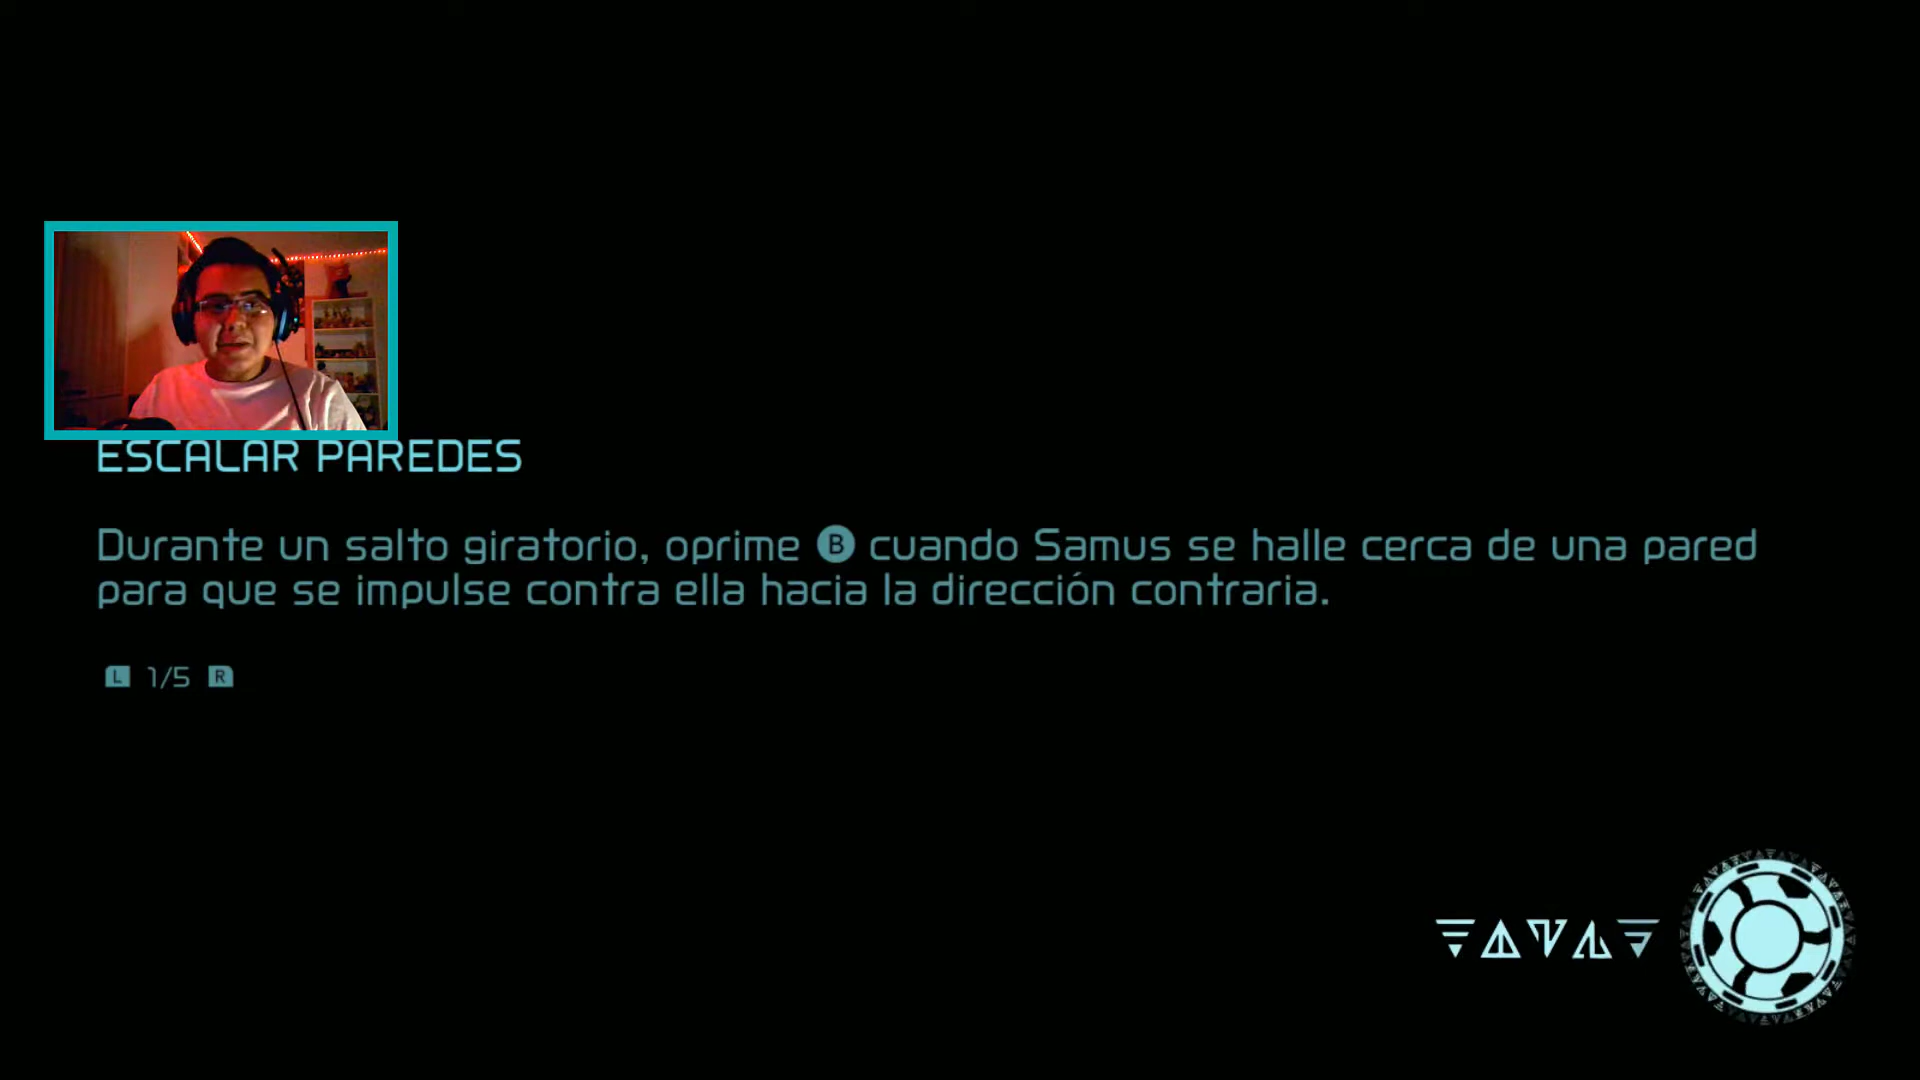 ESCALAR PAREDES
Durante un salto giratorio, oprime B cuando Samus se halle cerca de una pared
para que se impulse contra ella hacia la dirección contraria.
L 1/5 R